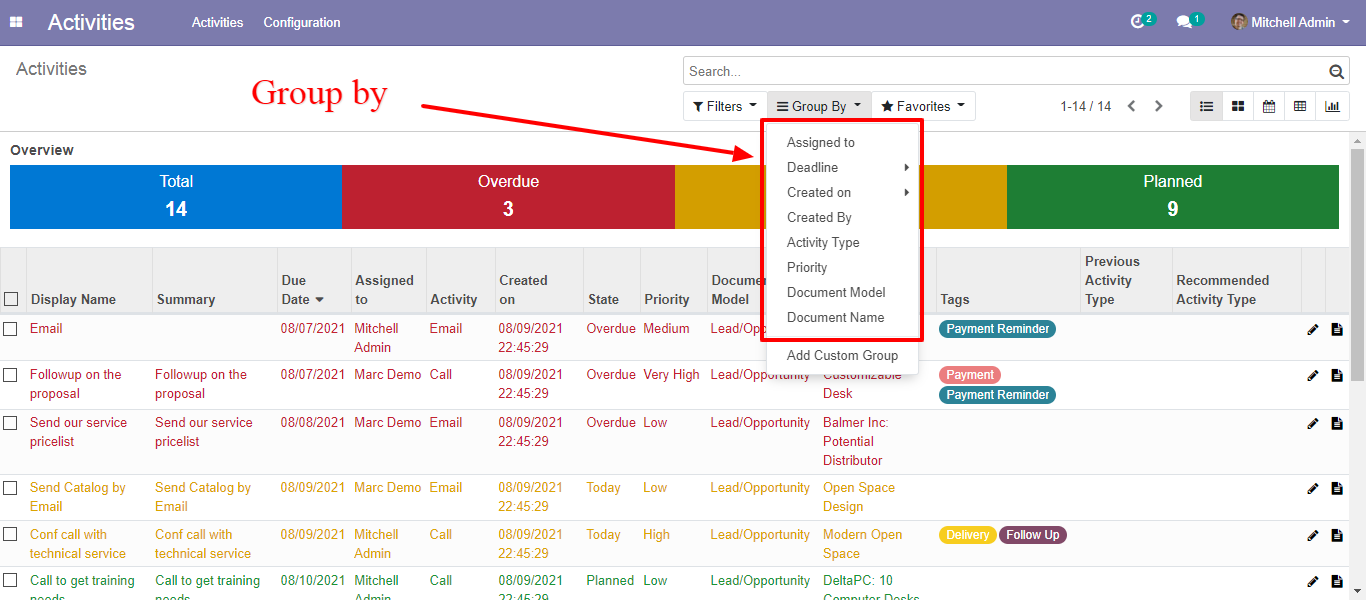 Activities
Activities Configuration
2 1 Mitchell Admin
Activities
Search...
Group by
Filters Group By Favorites
1-14 / 14
Assigned to
Deadline
Created on
Created By
Activity Type
Priority
Document Model
Document Name
Add Custom Group
Overview
Total
14
Overdue
3
Planned
9
Display Name Summary Due Date Assigned to Activity Created on State Priority Model Tags Previous Activity Type Recommended Activity Type
Email 08/07/2021 Mitchell Admin Email 08/09/2021 22:45:29 Overdue Medium Payment Reminder
Followup on the proposal Followup on the proposal 08/07/2021 Marc Demo Call 08/09/2021 22:45:29 Overdue Very High Lead/Opportunity Customizable Desk Payment Payment Reminder
Send our service pricelist Send our service pricelist 08/08/2021 Marc Demo Email 08/09/2021 22:45:29 Overdue Low Lead/Opportunity Balmer Inc: Potential Distributor
Send Catalog by Email Send Catalog by Email 08/09/2021 Marc Demo Email 08/09/2021 22:45:29 Today Low Lead/Opportunity Open Space Design
Conf call with technical service Conf call with technical service 08/09/2021 Mitchell Admin Call 08/09/2021 22:45:29 Today High Lead/Opportunity Modern Open Space Delivery Follow Up
Call to get training needs Call to get training needs 08/10/2021 Mitchell Admin Call 08/09/2021 22:45:29 Planned Low Lead/Opportunity DeltaPC: 10 Computer Desks